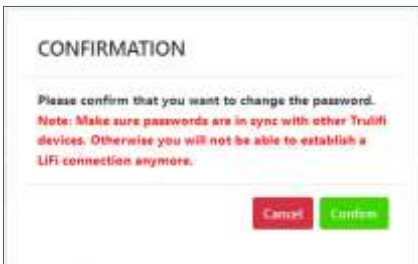 CONFIRMATION
Please confirm that you want to change the password.
Note: Make sure passwords are in sync with other Trulifi
devices. Otherwise you will not be able to establish a
LiFi connection anymore.
Cancel Confirm